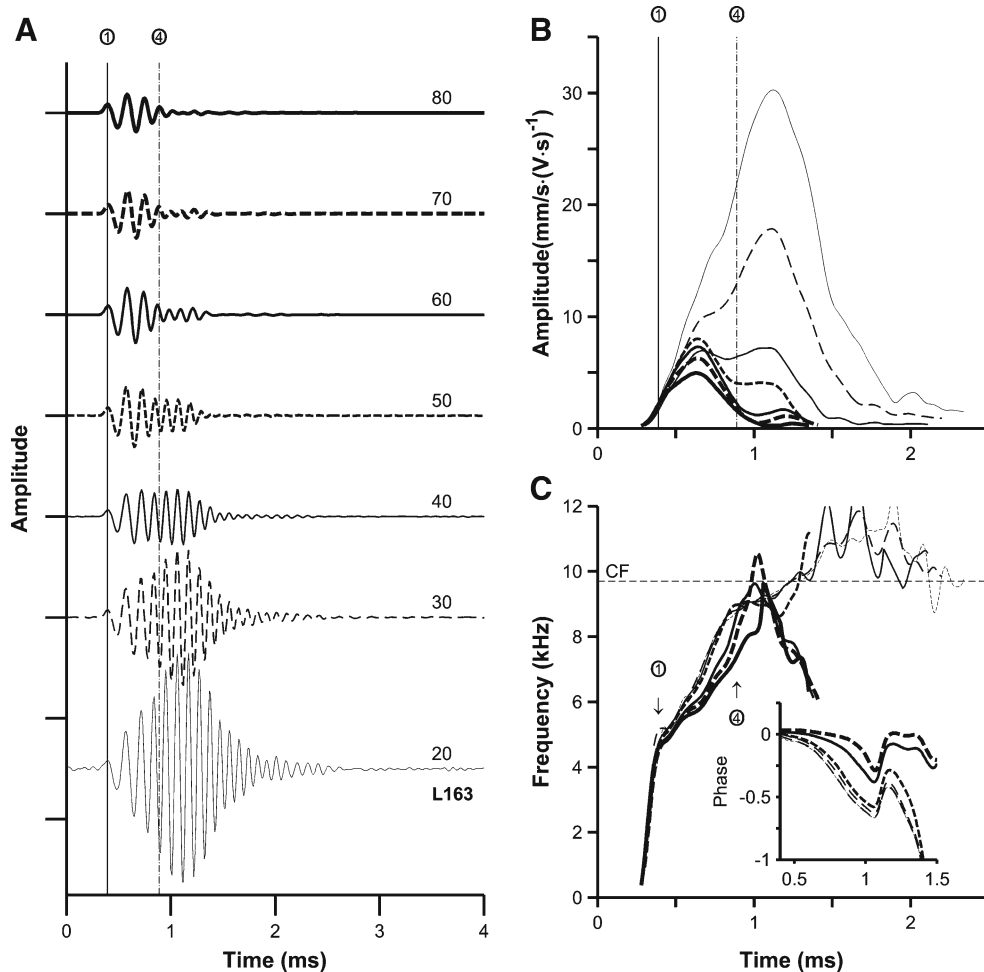 A
① ④
80
70
60
50
40
30
20
L163
Amplitude
0 1 2 3 4
Time (ms)
B
① ④
Amplitude(mm/s·(V·s)⁻¹)
30
20
10
0
0 1 2
C
12
10
8
6
4
2
0
Frequency (kHz)
CF
①
④
Phase
0
-0.5
-1
0.5 1 1.5
0 1 2
Time (ms)